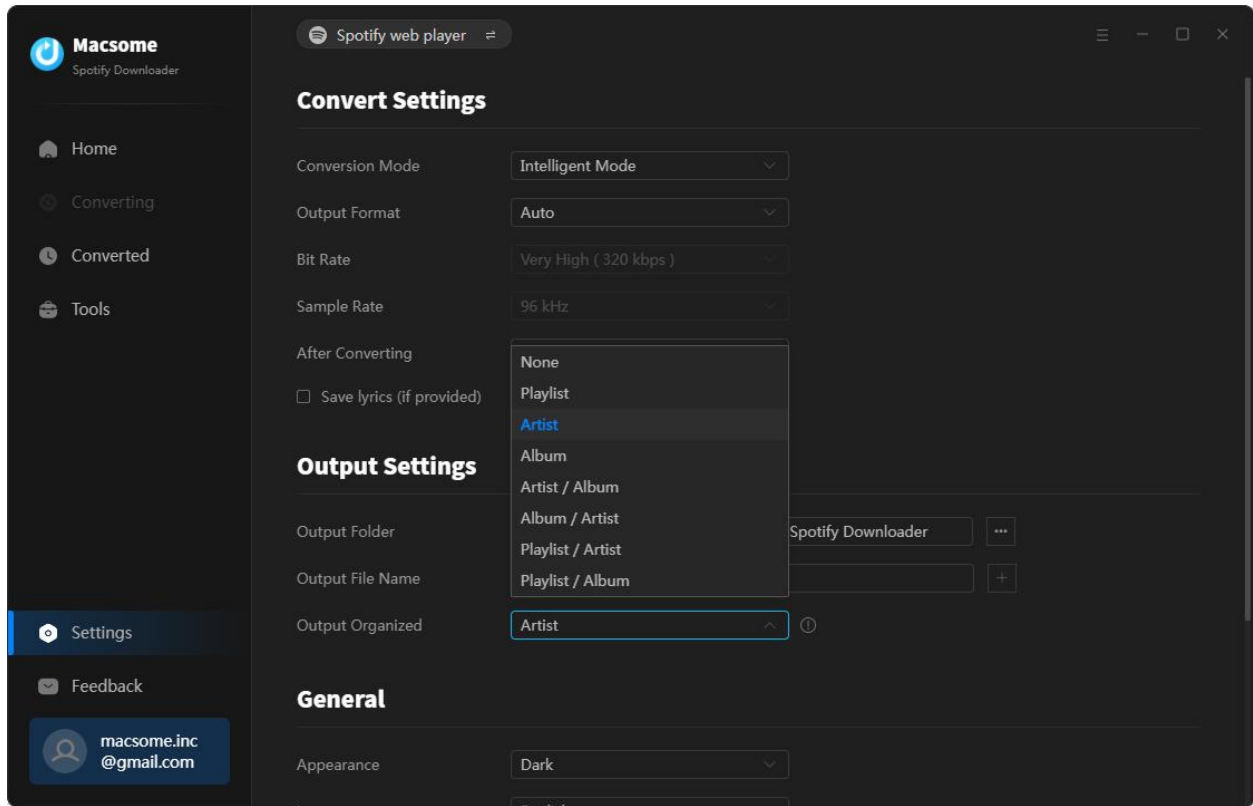 Macsome
Spotify Downloader
Spotify web player
Home
Converting
Converted
Tools
Settings
Feedback
macsome.inc
@gmail.com
Convert Settings
Conversion Mode Intelligent Mode
Output Format Auto
Bit Rate Very High ( 320 kbps )
Sample Rate 96 kHz
After Converting
Save lyrics (if provided)
None
Playlist
Artist
Album
Artist / Album
Album / Artist
Playlist / Artist
Playlist / Album
Output Settings
Output Folder Spotify Downloader
Output File Name
Output Organized Artist
General
Appearance Dark